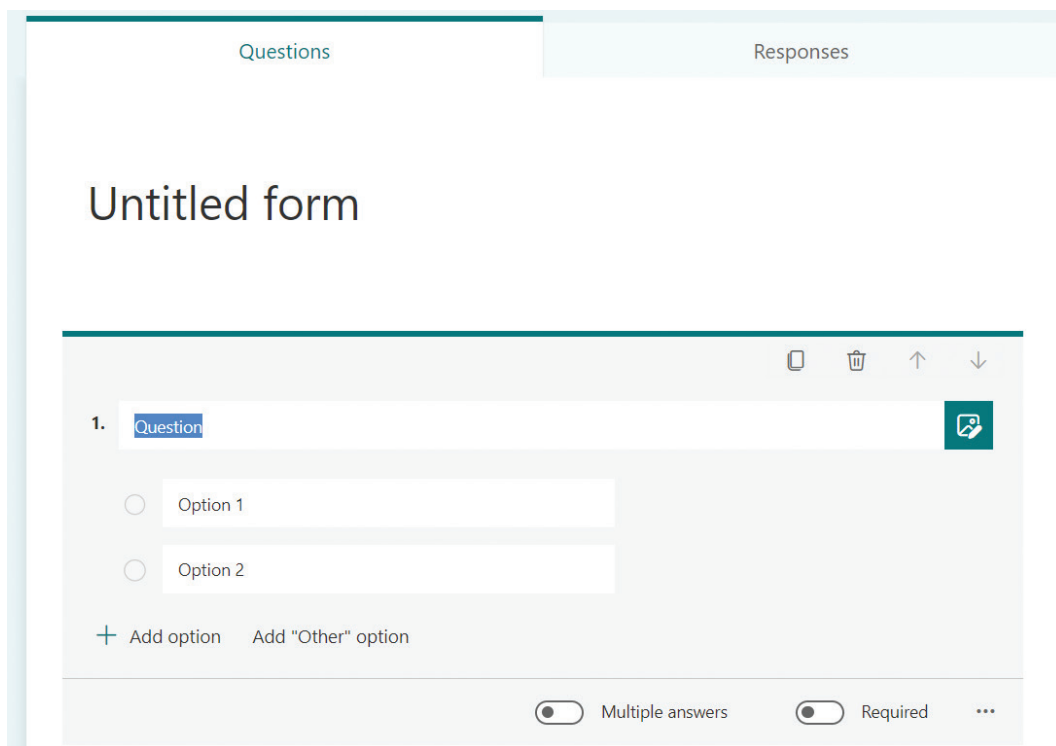 Questions Responses
Untitled form
1. Question
Option 1
Option 2
Add option Add "Other" option
Multiple answers Required